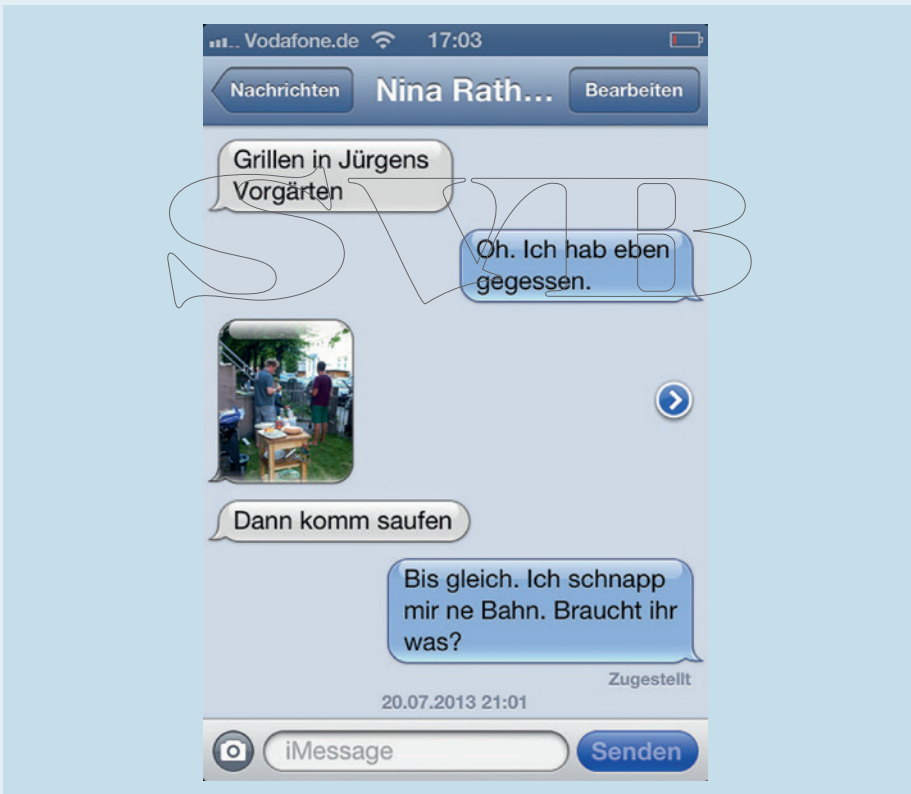 Vodafone.de 17:03
Nachrichten Nina Rath... Bearbeiten
Grillen in Jürgens
Vorgärten
Oh. Ich hab eben
gegessen.
Dann komm saufen
Bis gleich. Ich schnapp
mir ne Bahn. Braucht ihr
was?
Zugestellt
20.07.2013 21:01
iMessage Senden
SVB